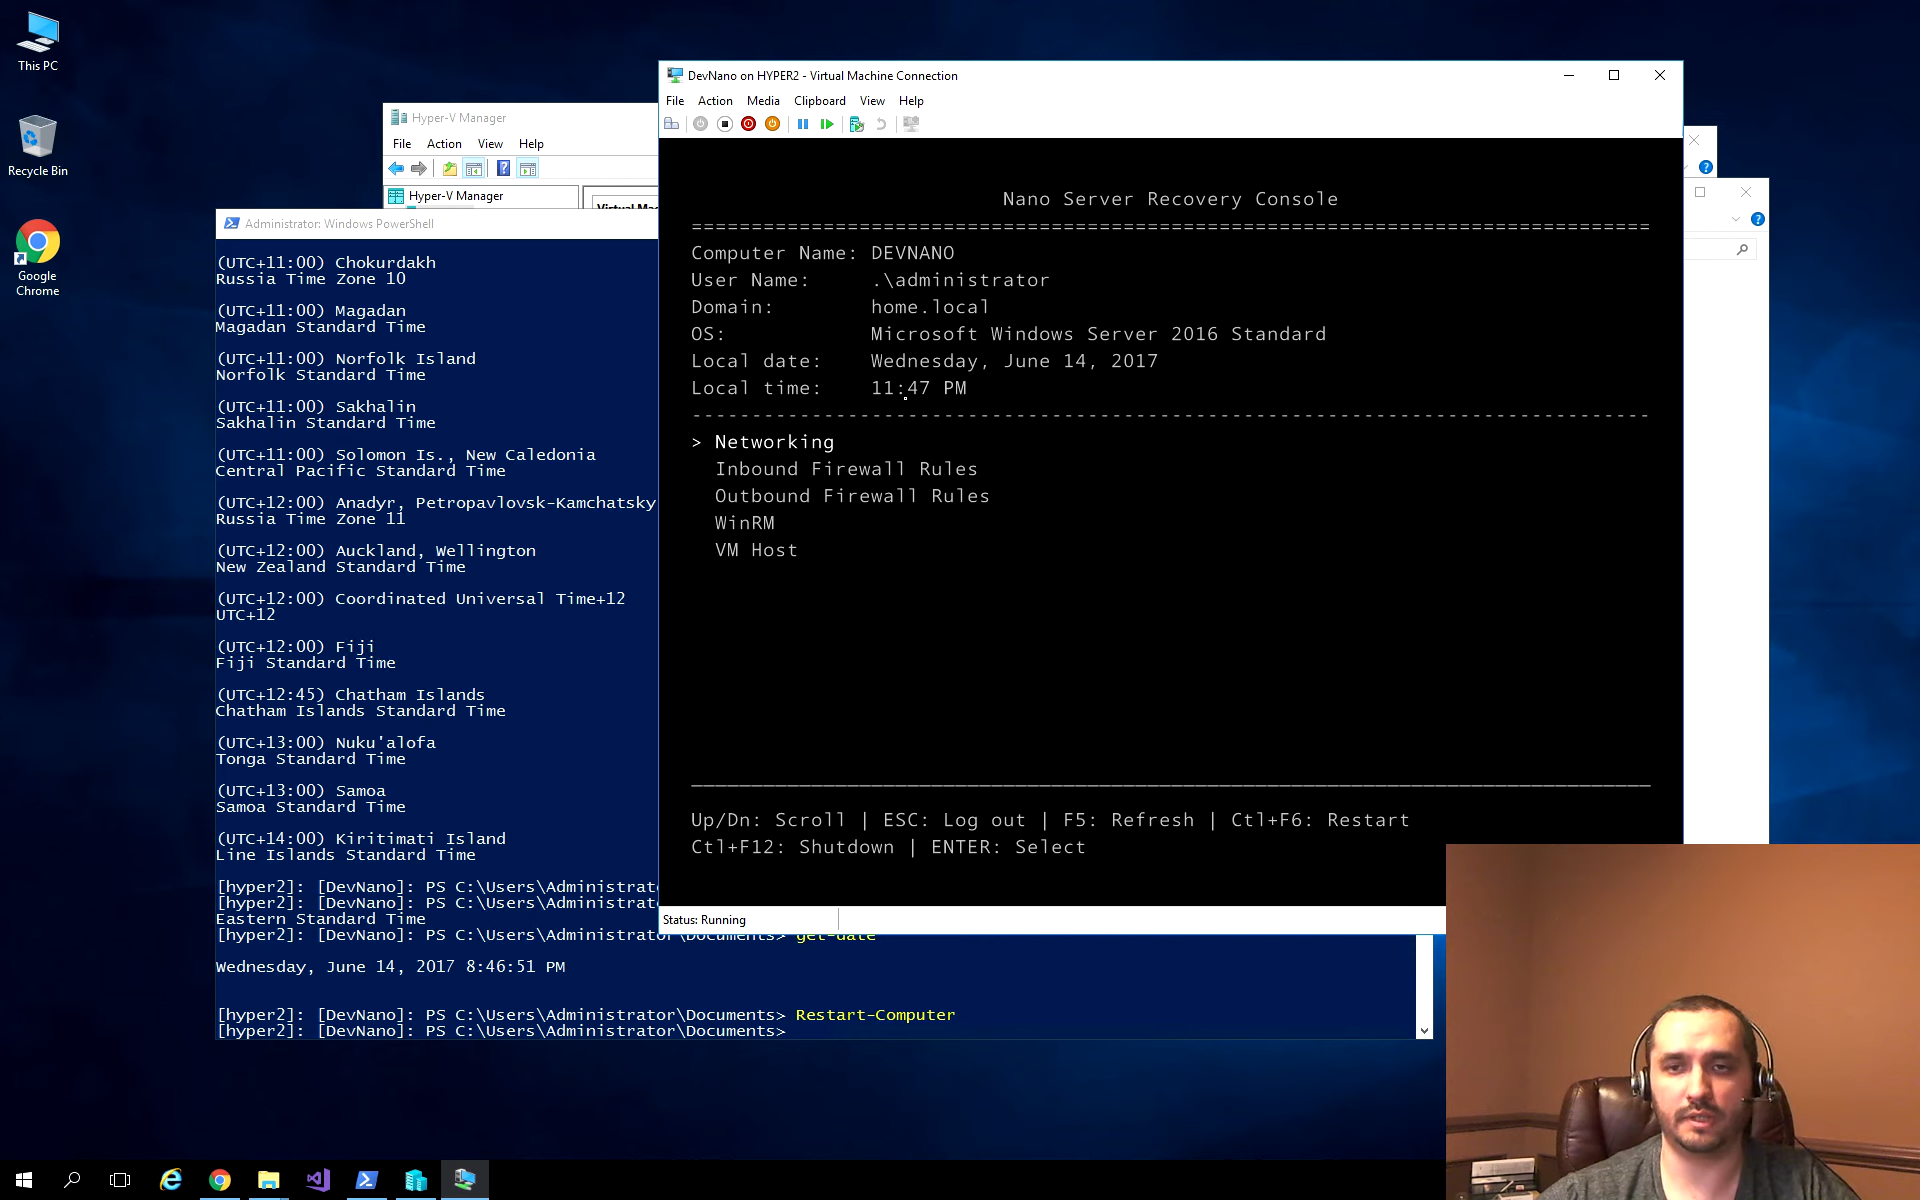 This PC
Recycle Bin
Google
Chrome
Hyper-V Manager
File Action View Help
Hyper-V Manager
Administrator: Windows PowerShell
(UTC+11:00) Chokurdakh
Russia Time Zone 10
(UTC+11:00) Magadan
Magadan Standard Time
(UTC+11:00) Norfolk Island
Norfolk Standard Time
(UTC+11:00) Sakhalin
Sakhalin Standard Time
(UTC+11:00) Solomon Is., New Caledonia
Central Pacific Standard Time
(UTC+12:00) Anadyr, Petropavlovsk-Kamchatsky
Russia Time Zone 11
(UTC+12:00) Auckland, Wellington
New Zealand Standard Time
(UTC+12:00) Coordinated Universal Time+12
UTC+12
(UTC+12:00) Fiji
Fiji Standard Time
(UTC+12:45) Chatham Islands
Chatham Islands Standard Time
(UTC+13:00) Nuku'alofa
Tonga Standard Time
(UTC+13:00) Samoa
Samoa Standard Time
(UTC+14:00) Kiritimati Island
Line Islands Standard Time
[hyper2]: [DevNano]: PS C:\Users\Administrat
[hyper2]: [DevNano]: PS C:\Users\Administrat
Eastern Standard Time
[hyper2]: [DevNano]: PS C:\Users\Administrator\Documents> get-date
Wednesday, June 14, 2017 8:46:51 PM
[hyper2]: [DevNano]: PS C:\Users\Administrator\Documents> Restart-Computer
[hyper2]: [DevNano]: PS C:\Users\Administrator\Documents>
DevNano on HYPER2 - Virtual Machine Connection
File Action Media Clipboard View Help
Nano Server Recovery Console
Computer Name: DEVNANO
User Name: .\administrator
Domain: home.local
OS: Microsoft Windows Server 2016 Standard
Local date: Wednesday, June 14, 2017
Local time: 11:47 PM
> Networking
Inbound Firewall Rules
Outbound Firewall Rules
WinRM
VM Host
Up/Dn: Scroll | ESC: Log out | F5: Refresh | Ctl+F6: Restart
Ctl+F12: Shutdown | ENTER: Select
Status: Running